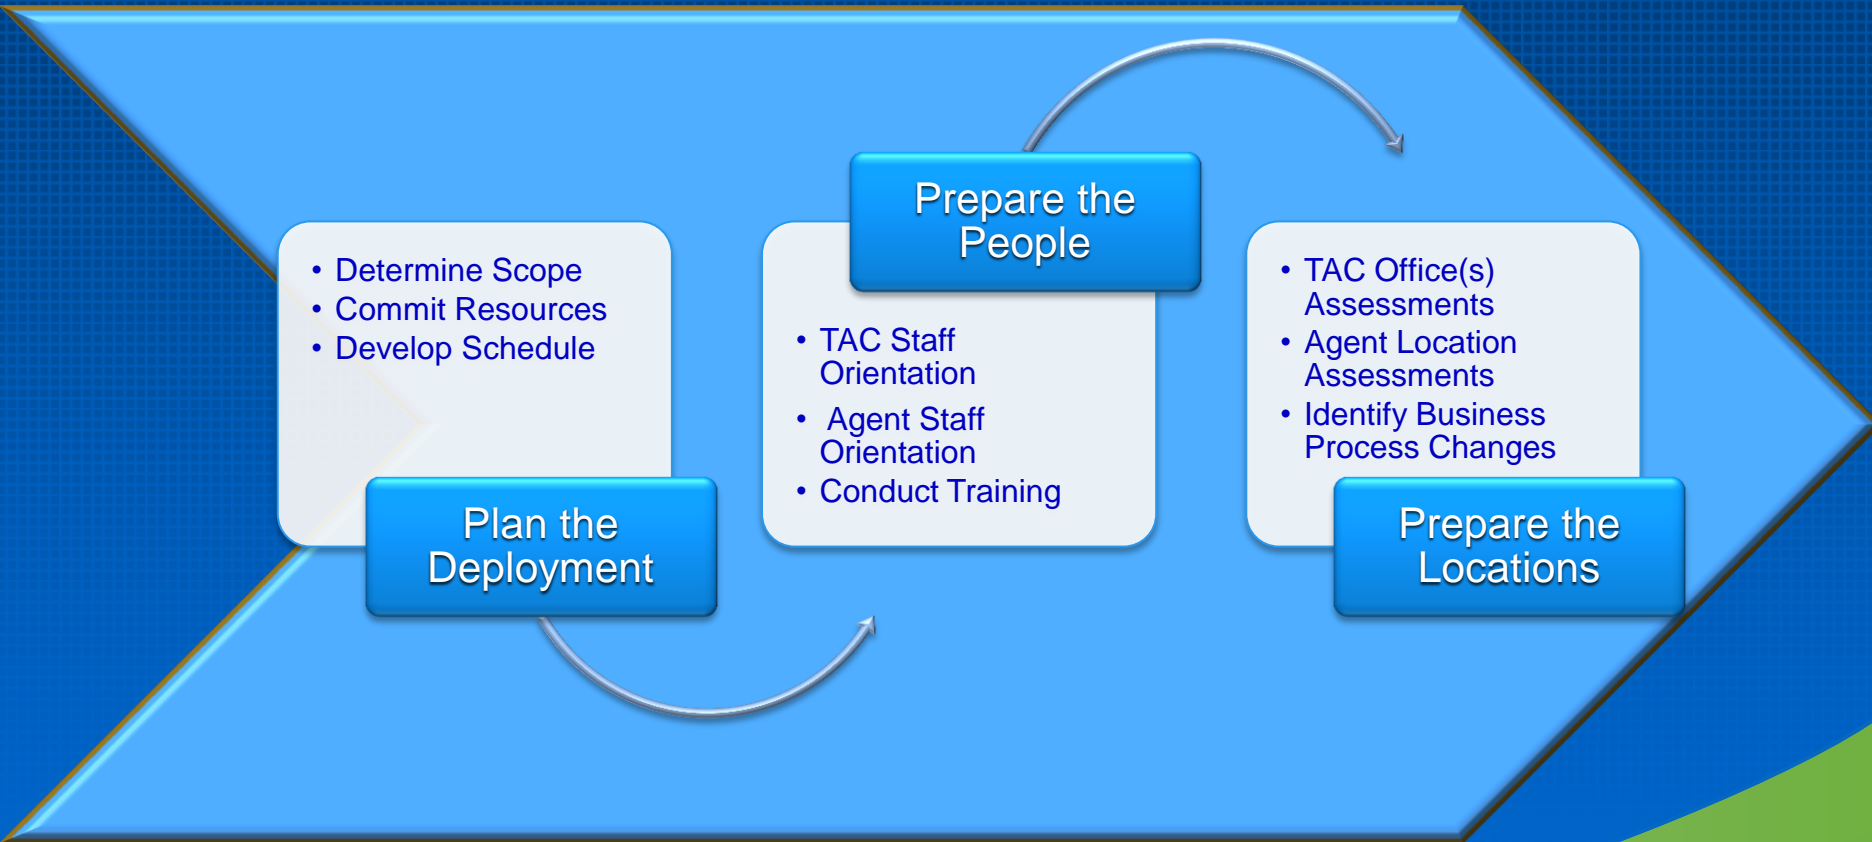 • Determine Scope
• Commit Resources
• Develop Schedule
Plan the
Deployment
Prepare the
People
• TAC Staff
Orientation
• Agent Staff
Orientation
• Conduct Training
• TAC Office(s)
Assessments
• Agent Location
Assessments
• Identify Business
Process Changes
Prepare the
Locations